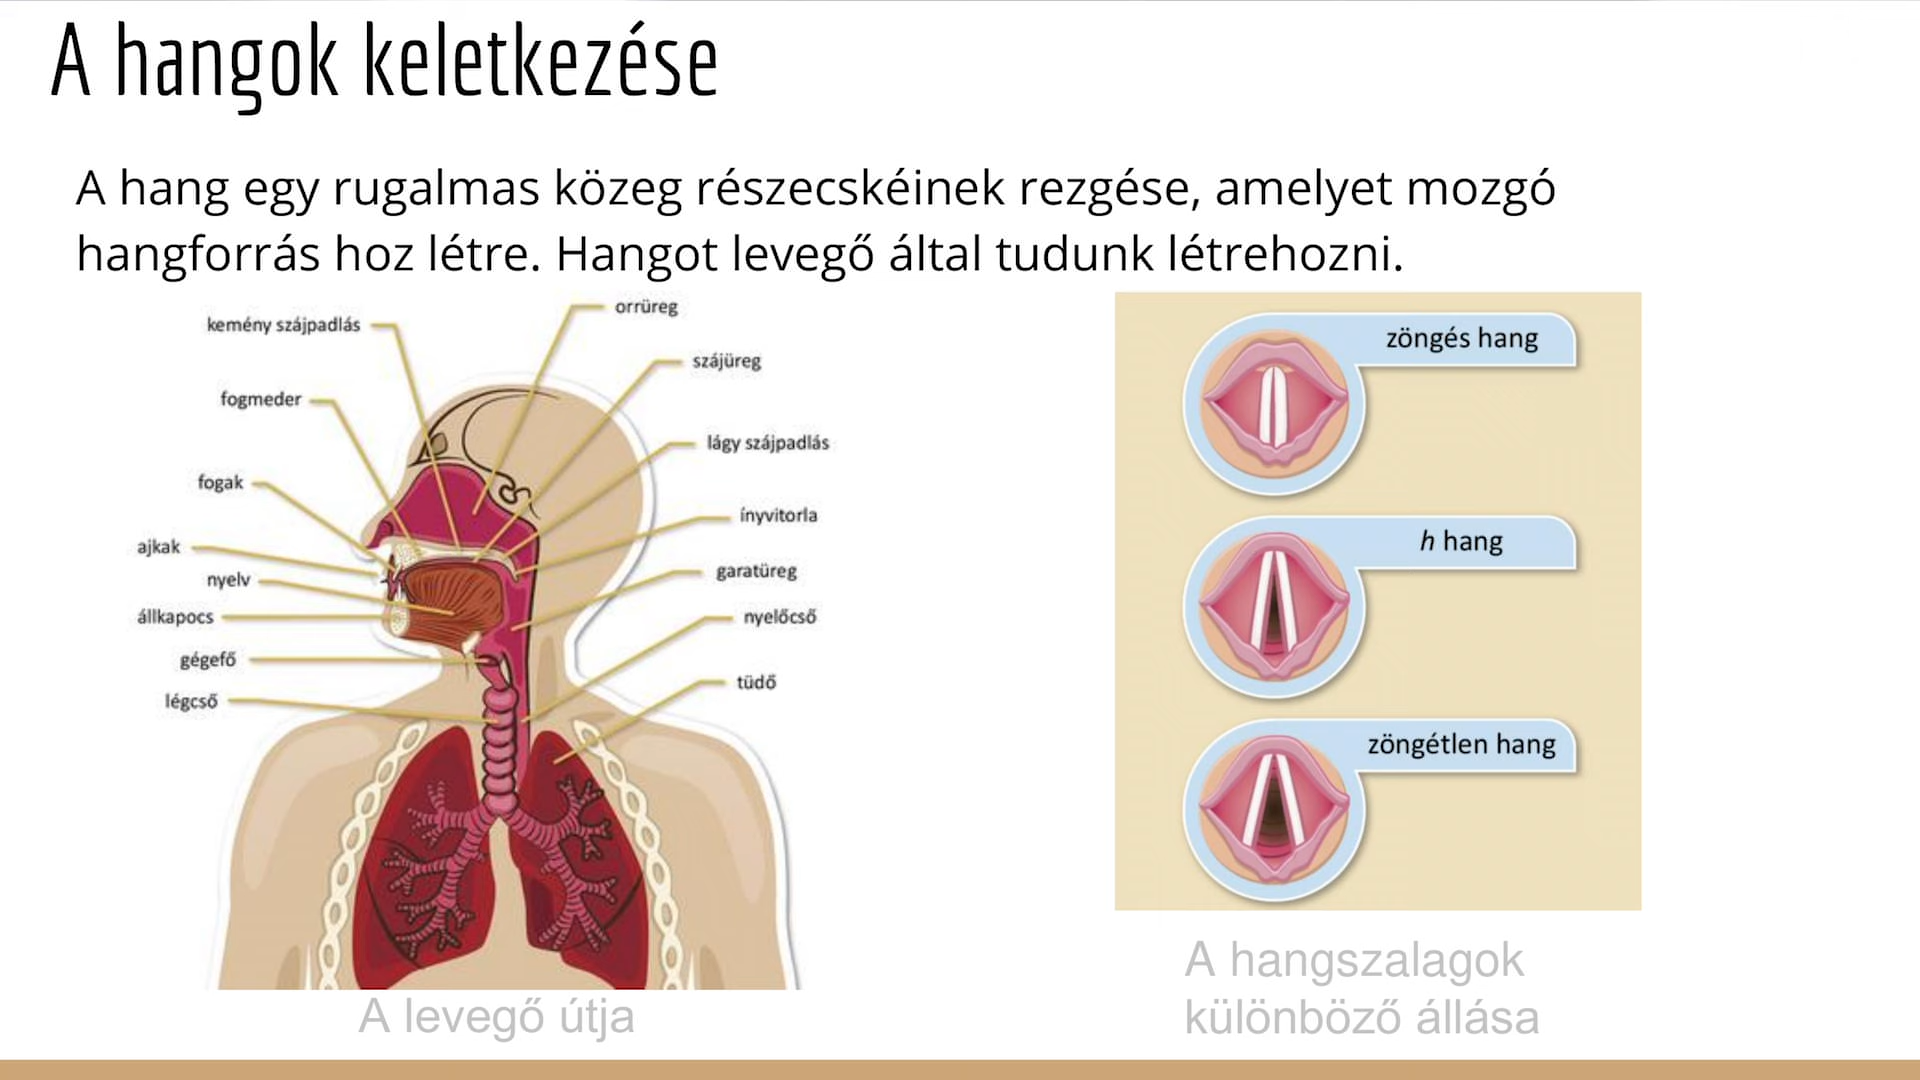 A hangok keletkezése
A hang egy rugalmas közeg részecskéinek rezgése, amelyet mozgó
hangforrás hoz létre. Hangot levegő által tudunk létrehozni.
kemény szájpadlás
fogmeder
fogak
ajkak
nyelv
állkapocs
gégefő
légcső
orrüreg
szájüreg
lágy szájpadlás
ínyvitorla
garatüreg
nyelőcső
tüdő
A levegő útja
zöngés hang
h hang
zöngétlen hang
A hangszalagok
különböző állása